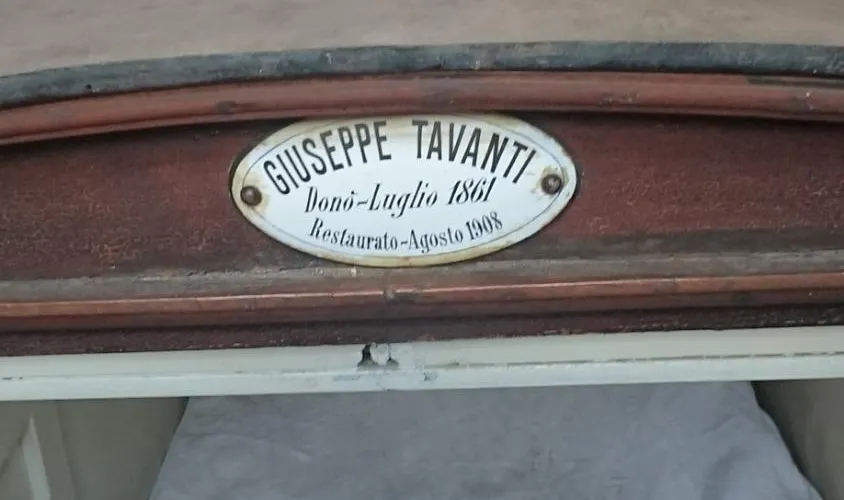 GIUSEPPE TAVANTI
Donò-Luglio 1861
Restaurato-Agosto 1908